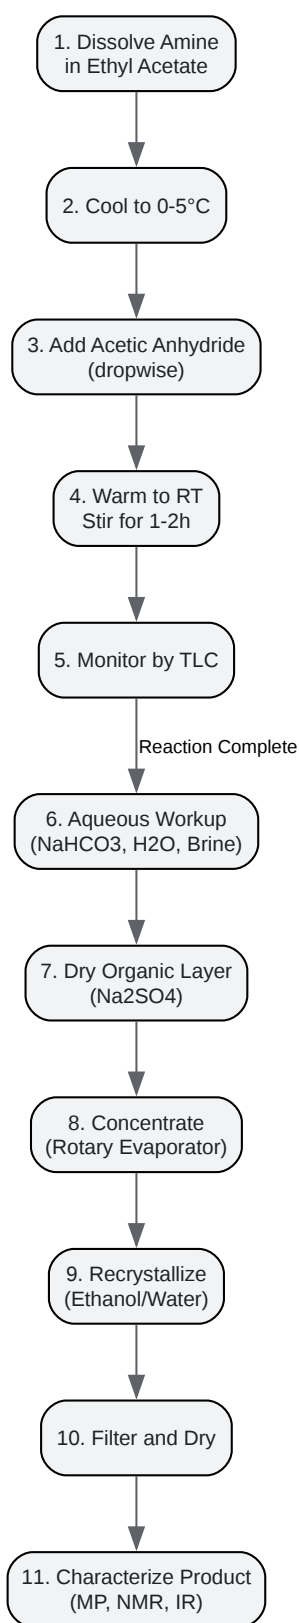 1. Dissolve Amine
in Ethyl Acetate
2. Cool to 0-5°C
3. Add Acetic Anhydride
(dropwise)
4. Warm to RT
Stir for 1-2h
5. Monitor by TLC
Reaction Complete
6. Aqueous Workup
(NaHCO3, H2O, Brine)
7. Dry Organic Layer
(Na2SO4)
8. Concentrate
(Rotary Evaporator)
9. Recrystallize
(Ethanol/Water)
10. Filter and Dry
11. Characterize Product
(MP, NMR, IR)